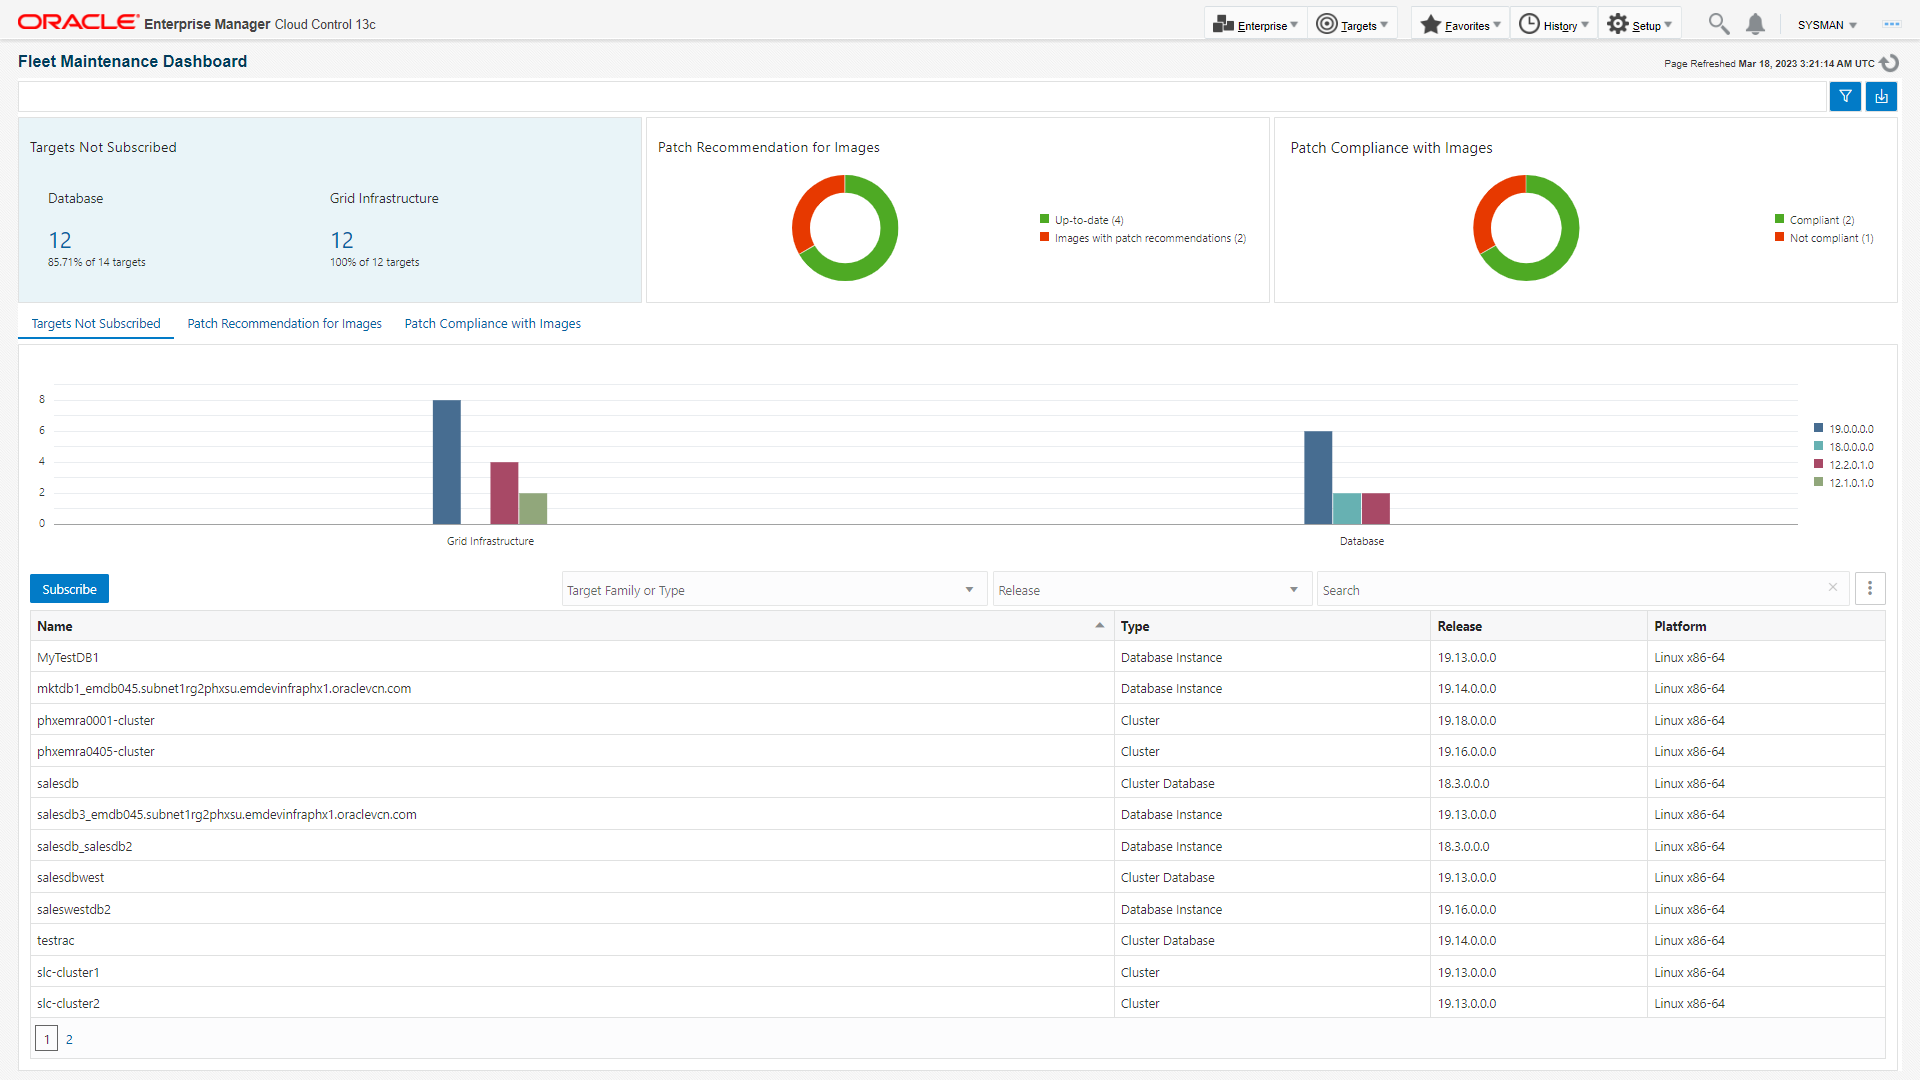 ORACLE Enterprise Manager Cloud Control 13c
Enterprise Targets Favorites History Setup SYSMAN
Fleet Maintenance Dashboard
Page Refreshed Mar 18, 2023 3:21:14 AM UTC
Targets Not Subscribed
Database
12
85.71% of 14 targets
Grid Infrastructure
12
100% of 12 targets
Patch Recommendation for Images
Up-to-date (4)
Images with patch recommendations (2)
Patch Compliance with Images
Compliant (2)
Not compliant (1)
Targets Not Subscribed Patch Recommendation for Images Patch Compliance with Images
8
6
4
2
0
Grid Infrastructure Database
19.0.0.0.0
18.0.0.0.0
12.2.0.1.0
12.1.0.1.0
Subscribe Target Family or Type Release Search
Name Type Release Platform
MyTestDB1 Database Instance 19.13.0.0.0 Linux x86-64
mktdb1_emdb045.subnet1rg2phxsu.emdevinfraphx1.oraclevcn.com Database Instance 19.14.0.0.0 Linux x86-64
phxemra0001-cluster Cluster 19.18.0.0.0 Linux x86-64
phxemra0405-cluster Cluster 19.16.0.0.0 Linux x86-64
salesdb Cluster Database 18.3.0.0.0 Linux x86-64
salesdb3_emdb045.subnet1rg2phxsu.emdevinfraphx1.oraclevcn.com Database Instance 19.13.0.0.0 Linux x86-64
salesdb_salesdb2 Database Instance 18.3.0.0.0 Linux x86-64
salesdbwest Cluster Database 19.13.0.0.0 Linux x86-64
saleswestdb2 Database Instance 19.16.0.0.0 Linux x86-64
testrac Cluster Database 19.14.0.0.0 Linux x86-64
slc-cluster1 Cluster 19.13.0.0.0 Linux x86-64
slc-cluster2 Cluster 19.13.0.0.0 Linux x86-64
1 2